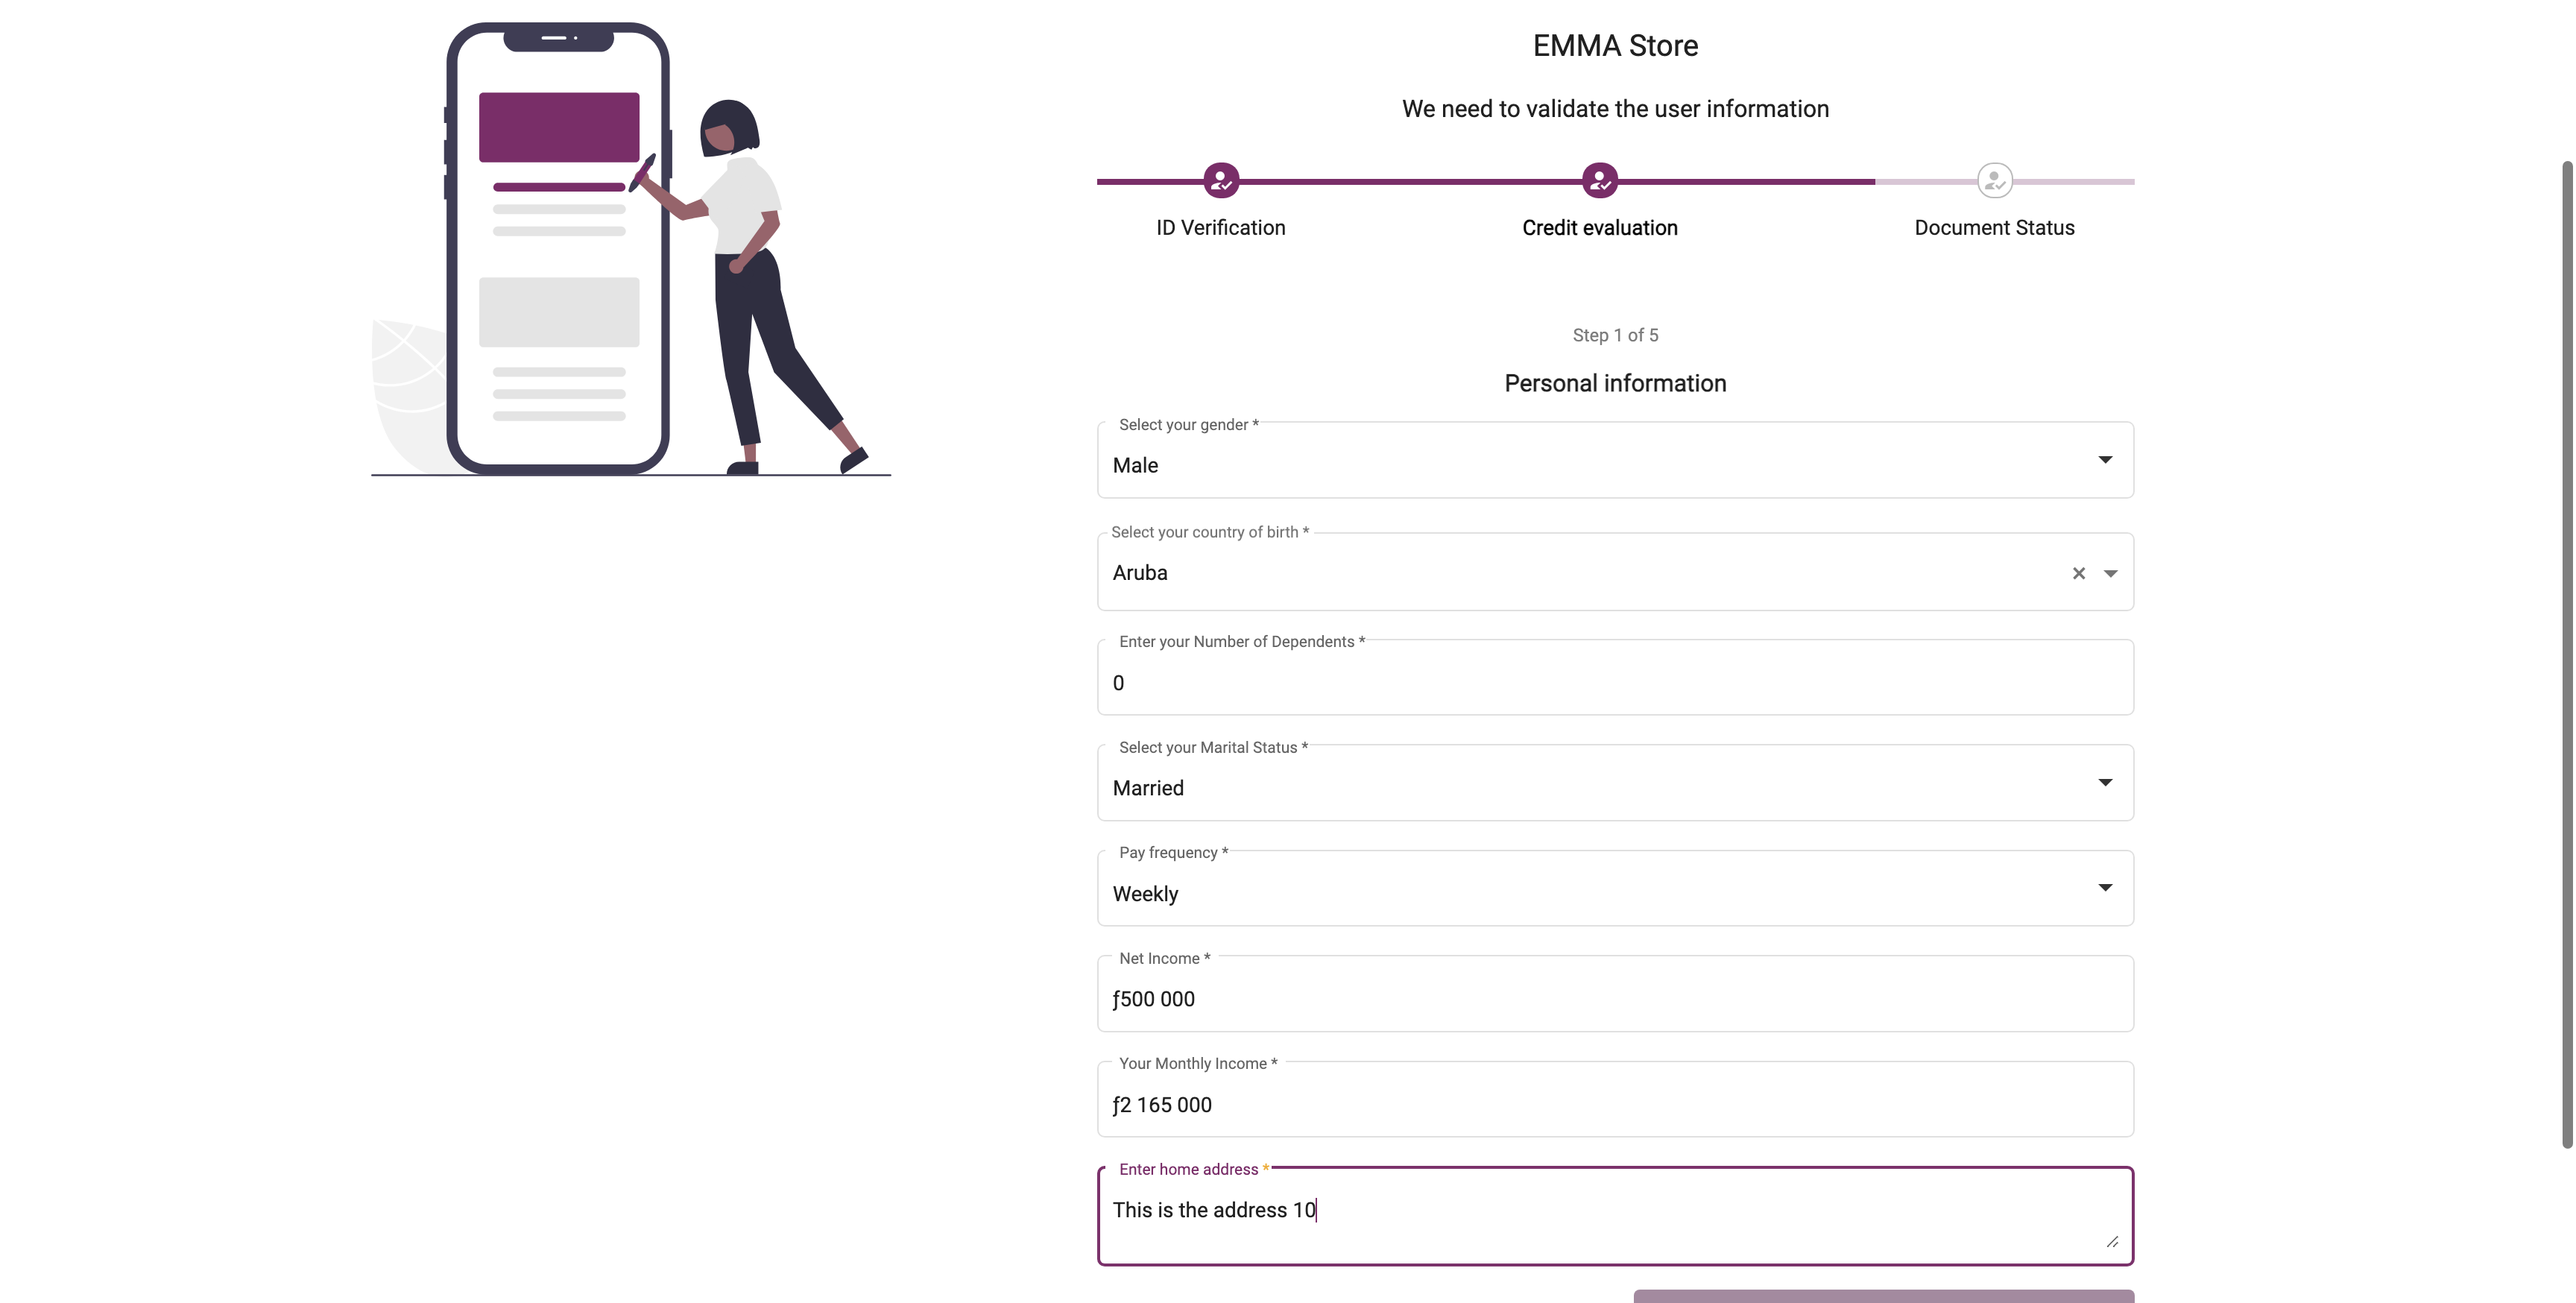 EMMA Store
We need to validate the user information
ID Verification
Credit evaluation
Document Status
Step 1 of 5
Personal information
Select your gender *
Male
Select your country of birth *
Aruba
Enter your Number of Dependents *
0
Select your Marital Status *
Married
Pay frequency *
Weekly
Net Income *
ƒ500 000
Your Monthly Income *
ƒ2 165 000
Enter home address *
This is the address 10